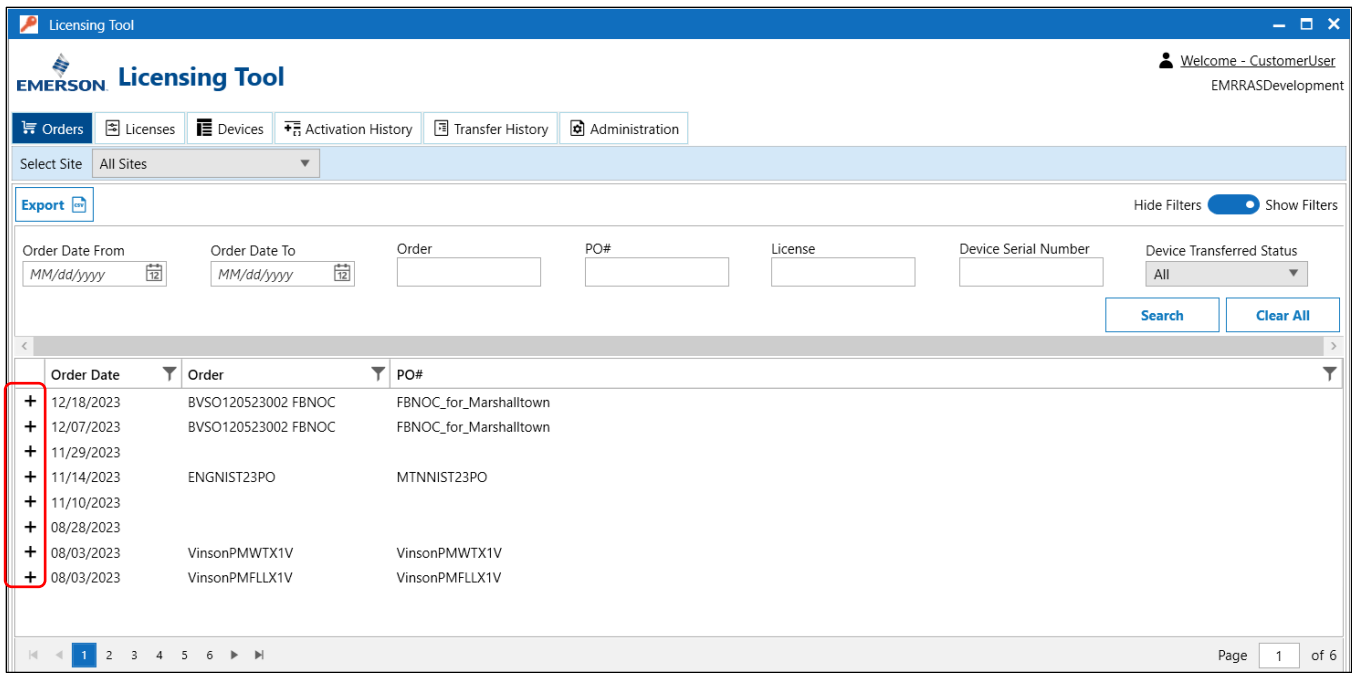 Licensing Tool
EMERSON. Licensing Tool
Welcome - CustomerUser
EMRRASDevelopment
Orders Licenses Devices Activation History Transfer History Administration
Select Site All Sites
Export CSV Hide Filters Show Filters
Order Date From Order Date To Order PO# License Device Serial Number Device Transferred Status
MM/dd/yyyy 12 MM/dd/yyyy 12 All
Search Clear All
Order Date Order PO#
+ 12/18/2023 BVSO120523002 FBNOC FBNOC_for_Marshalltown
+ 12/07/2023 BVSO120523002 FBNOC FBNOC_for_Marshalltown
+ 11/29/2023
+ 11/14/2023 ENGNIST23PO MTNNIST23PO
+ 11/10/2023
+ 08/28/2023
+ 08/03/2023 VinsonPMWTX1V VinsonPMWTX1V
+ 08/03/2023 VinsonPMFLLX1V VinsonPMFLLX1V
1 2 3 4 5 6 Page 1 of 6